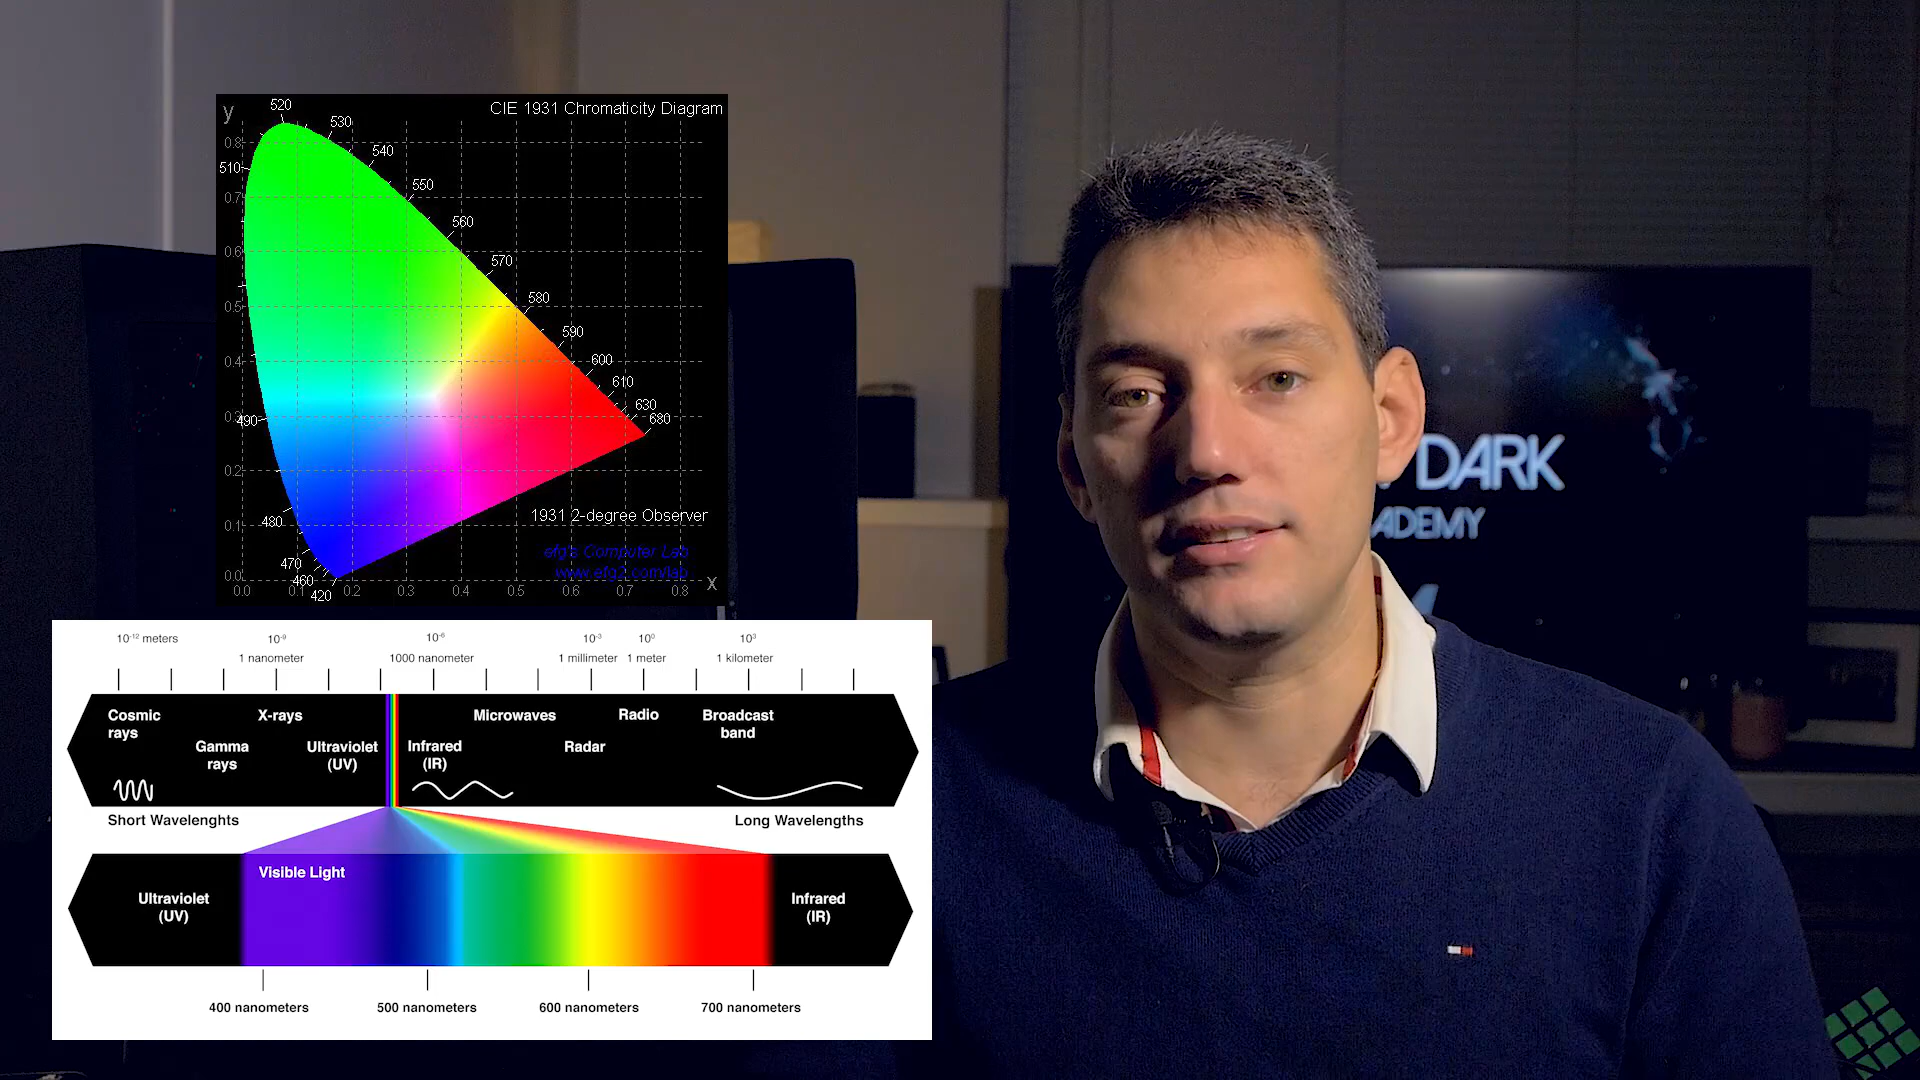 CIE 1931 Chromaticity Diagram
y
520
530
540
550
560
570
580
590
600
610
630
680
510
490
480
470
460
420
0.8
0.7
0.6
0.5
0.4
0.3
0.2
0.1
0.0
0.0 0.1 0.2 0.3 0.4 0.5 0.6 0.7 0.8 x
1931 2-degree Observer
efg's Computer Lab
www.efg2.com/lab
10⁻¹² meters 10⁻⁹ 10⁻⁶ 10⁻³ 10⁰ 10³
1 nanometer 1000 nanometer 1 millimeter 1 meter 1 kilometer
Cosmic
rays
X-rays
Microwaves
Radio
Broadcast
band
Gamma
rays
Ultraviolet
(UV)
Infrared
(IR)
Radar
Short Wavelenghts
Long Wavelengths
Visible Light
Ultraviolet
(UV)
Infrared
(IR)
400 nanometers 500 nanometers 600 nanometers 700 nanometers
DARK
ADEMY